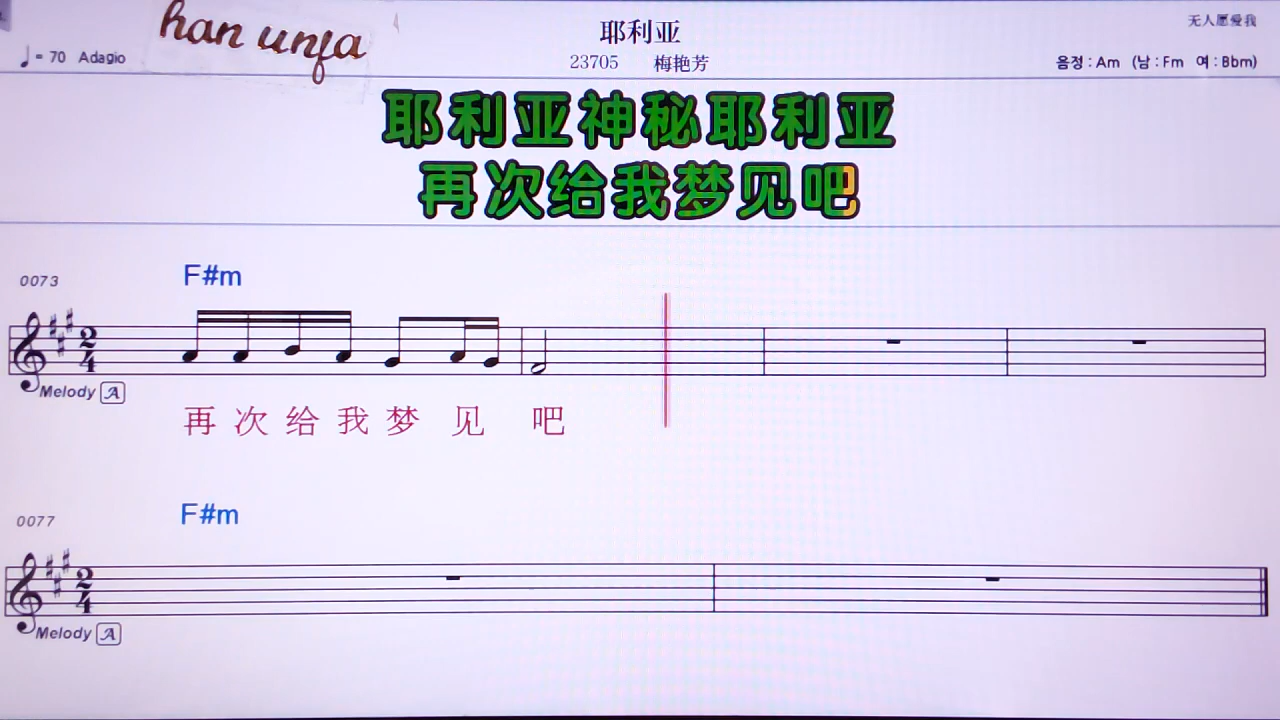 han unja
耶利亚
无人愿爱我
♩= 70 Adagio
23705 梅艳芳
음정 : Am (남 : Fm 여 : Bbm)
耶利亚神秘耶利亚
再次给我梦见吧
0073
F#m
2/4
Melody A
再 次 给 我 梦 见 吧
0077
F#m
2/4
Melody A